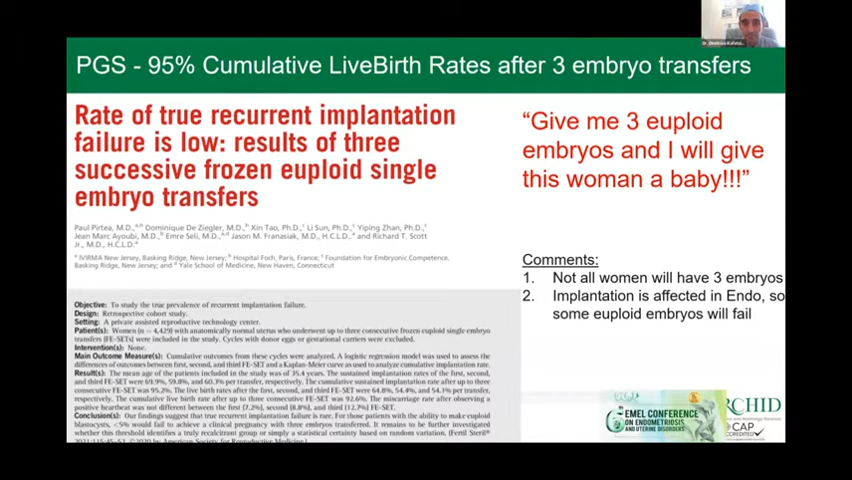 PGS - 95% Cumulative LiveBirth Rates after 3 embryo transfers
Rate of true recurrent implantation
failure is low: results of three
successive frozen euploid single
embryo transfers
Paul Pirtea, M.D.,ᵃ,ᵇ Dominique De Ziegler, M.D.,ᵇ Xin Tao, Ph.D.,ᶜ Li Sun, Ph.D.,ᶜ Yiping Zhan, Ph.D.,ᶜ
Jean Marc Ayoubi, M.D.,ᵇ Emre Seli, M.D.,ᵃ,ᵈ Jason M. Franasiak, M.D., H.C.L.D.,ᵃ and Richard T. Scott
Jr., M.D., H.C.L.D.ᵃ
ᵃ IVIRMA New Jersey, Basking Ridge, New Jersey; ᵇ Hospital Foch, Paris, France; ᶜ Foundation for Embryonic Competence,
Basking Ridge, New Jersey; and ᵈ Yale School of Medicine, New Haven, Connecticut
Objective: To study the true prevalence of recurrent implantation failure.
Design: Retrospective cohort study.
Setting: A private assisted reproductive technology center.
Patient(s): Women (n = 4,429) with anatomically normal uterus who underwent up to three consecutive frozen euploid single embryo
transfers (FE-SETs) were included. Cycles with donor eggs or gestational carriers were excluded.
Intervention(s): None.
Main Outcome Measure(s): Cumulative outcomes from these cycles were analyzed. A logistic regression model was used to assess the
differences of outcomes between first, second, and third FE-SET and a Kaplan-Meier curve as used to analyze cumulative implantation rate.
Result(s): The mean age of the patients included in the study was of 35.4 years. The sustained implantation rates of the first, second,
and third FE-SET were 69.9%, 59.8%, and 60.3% per transfer, respectively. The cumulative sustained implantation rate after up to three
consecutive FE-SET was 95.2%. The live birth rates after the first, second, and third FE-SET were 64.8%, 54.4%, and 54.1% per transfer,
respectively. The cumulative live birth rate after up to three consecutive was 92.6%. The miscarriage rate after observing a
positive heartbeat was not different between the first (7.2%), second (8.8%), and third (12.2%) FE-SET.
Conclusion(s): Our findings suggest that true recurrent implantation failure is rare. For those patients with the ability to make euploid
blastocysts, <5% would fail to achieve a clinical pregnancy with three embryos transferred. It remains to be further investigated
whether this threshold identifies a truly recalcitrant group or simply a statistical certainty based on random variation. (Fertil Steril®
2021;115:45–53. ©2020 by American Society for Reproductive Medicine.)
“Give me 3 euploid
embryos and I will give
this woman a baby!!!”
Comments:
1. Not all women will have 3 embryos
2. Implantation is affected in Endo, so
some euploid embryos will fail
EMEL CONFERENCE
ON ENDOMETRIOSIS
AND UTERINE DISORDERS
RCHID
CAP